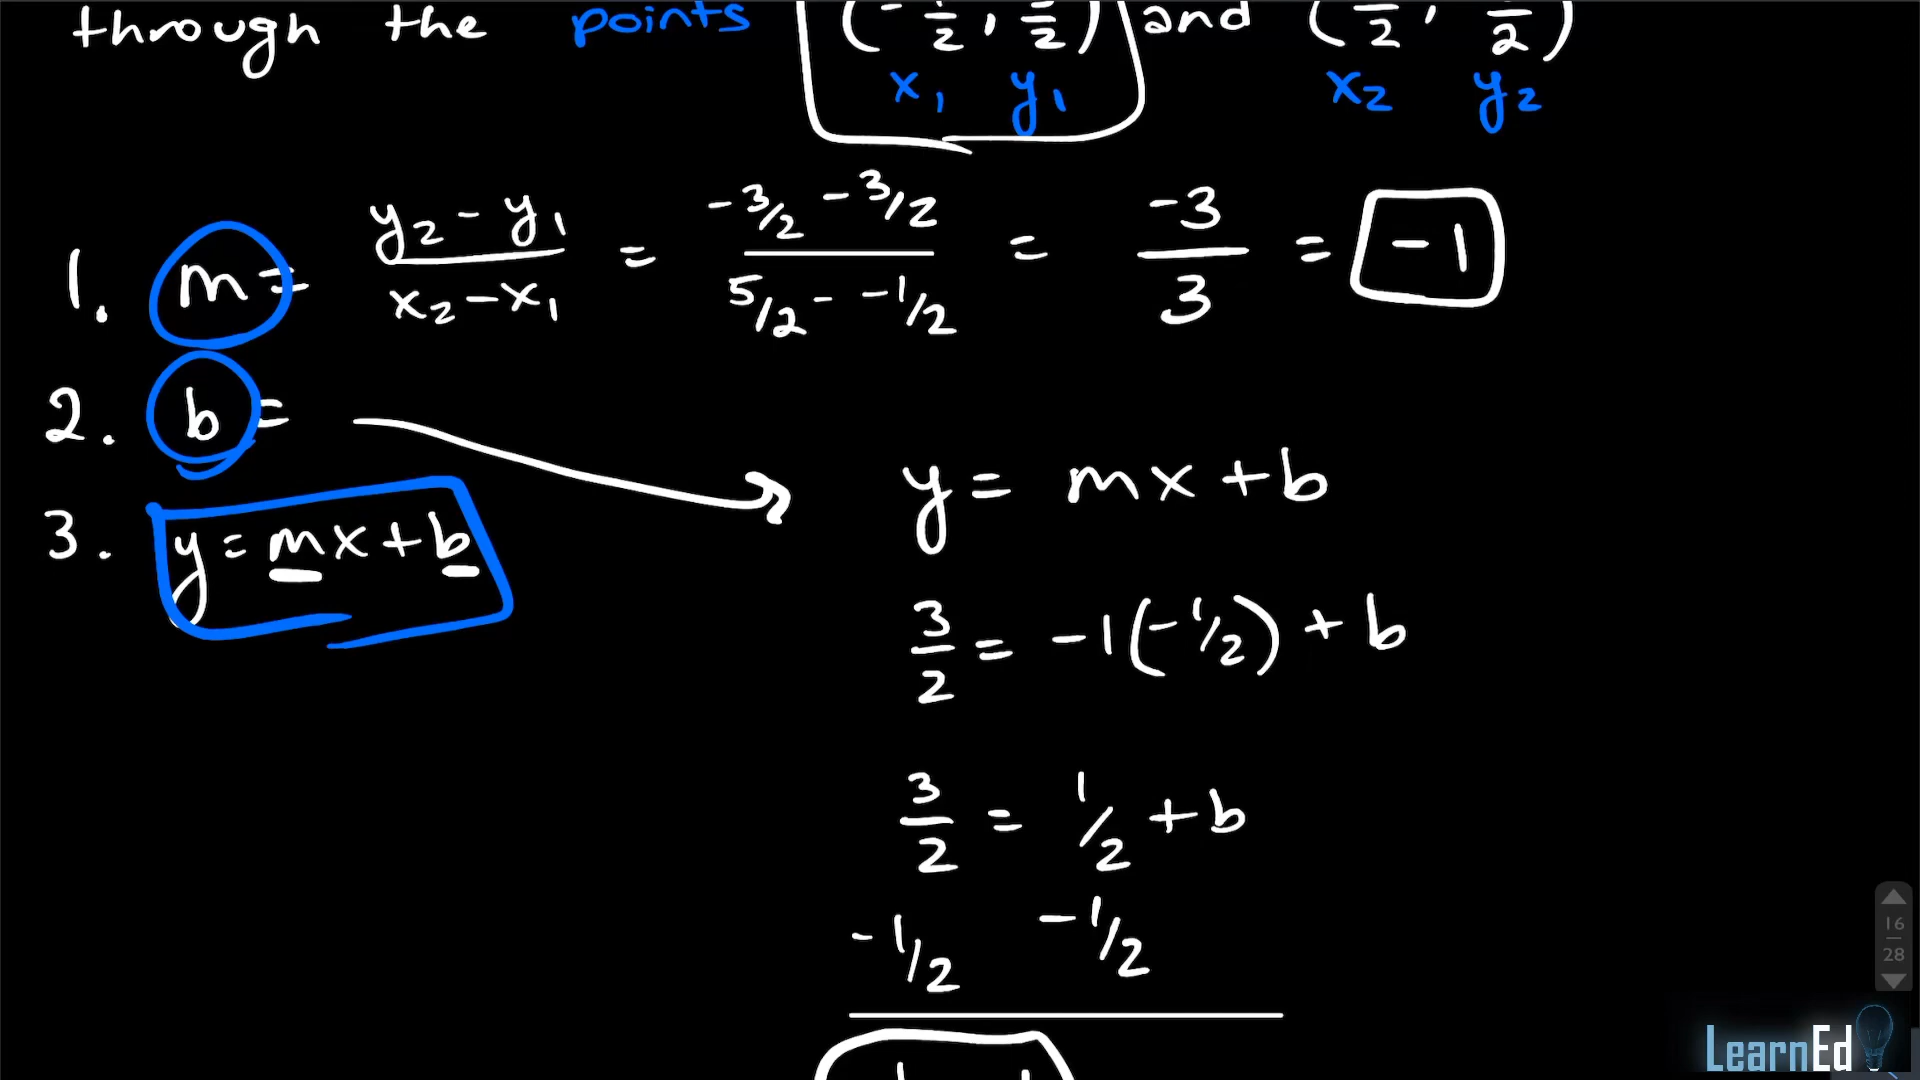 through the points (-1/2, 3/2) and (5/2, -3/2)
x1 y1 x2 y2
1. m = y2 - y1 / x2 - x1 = -3/2 - 3/2 / 5/2 - -1/2 = -3/3 = -1
2. b =
y = mx + b
3. y = mx + b
3/2 = -1(-1/2) + b
3/2 = 1/2 + b
-1/2 -1/2
16
28
LearnEd